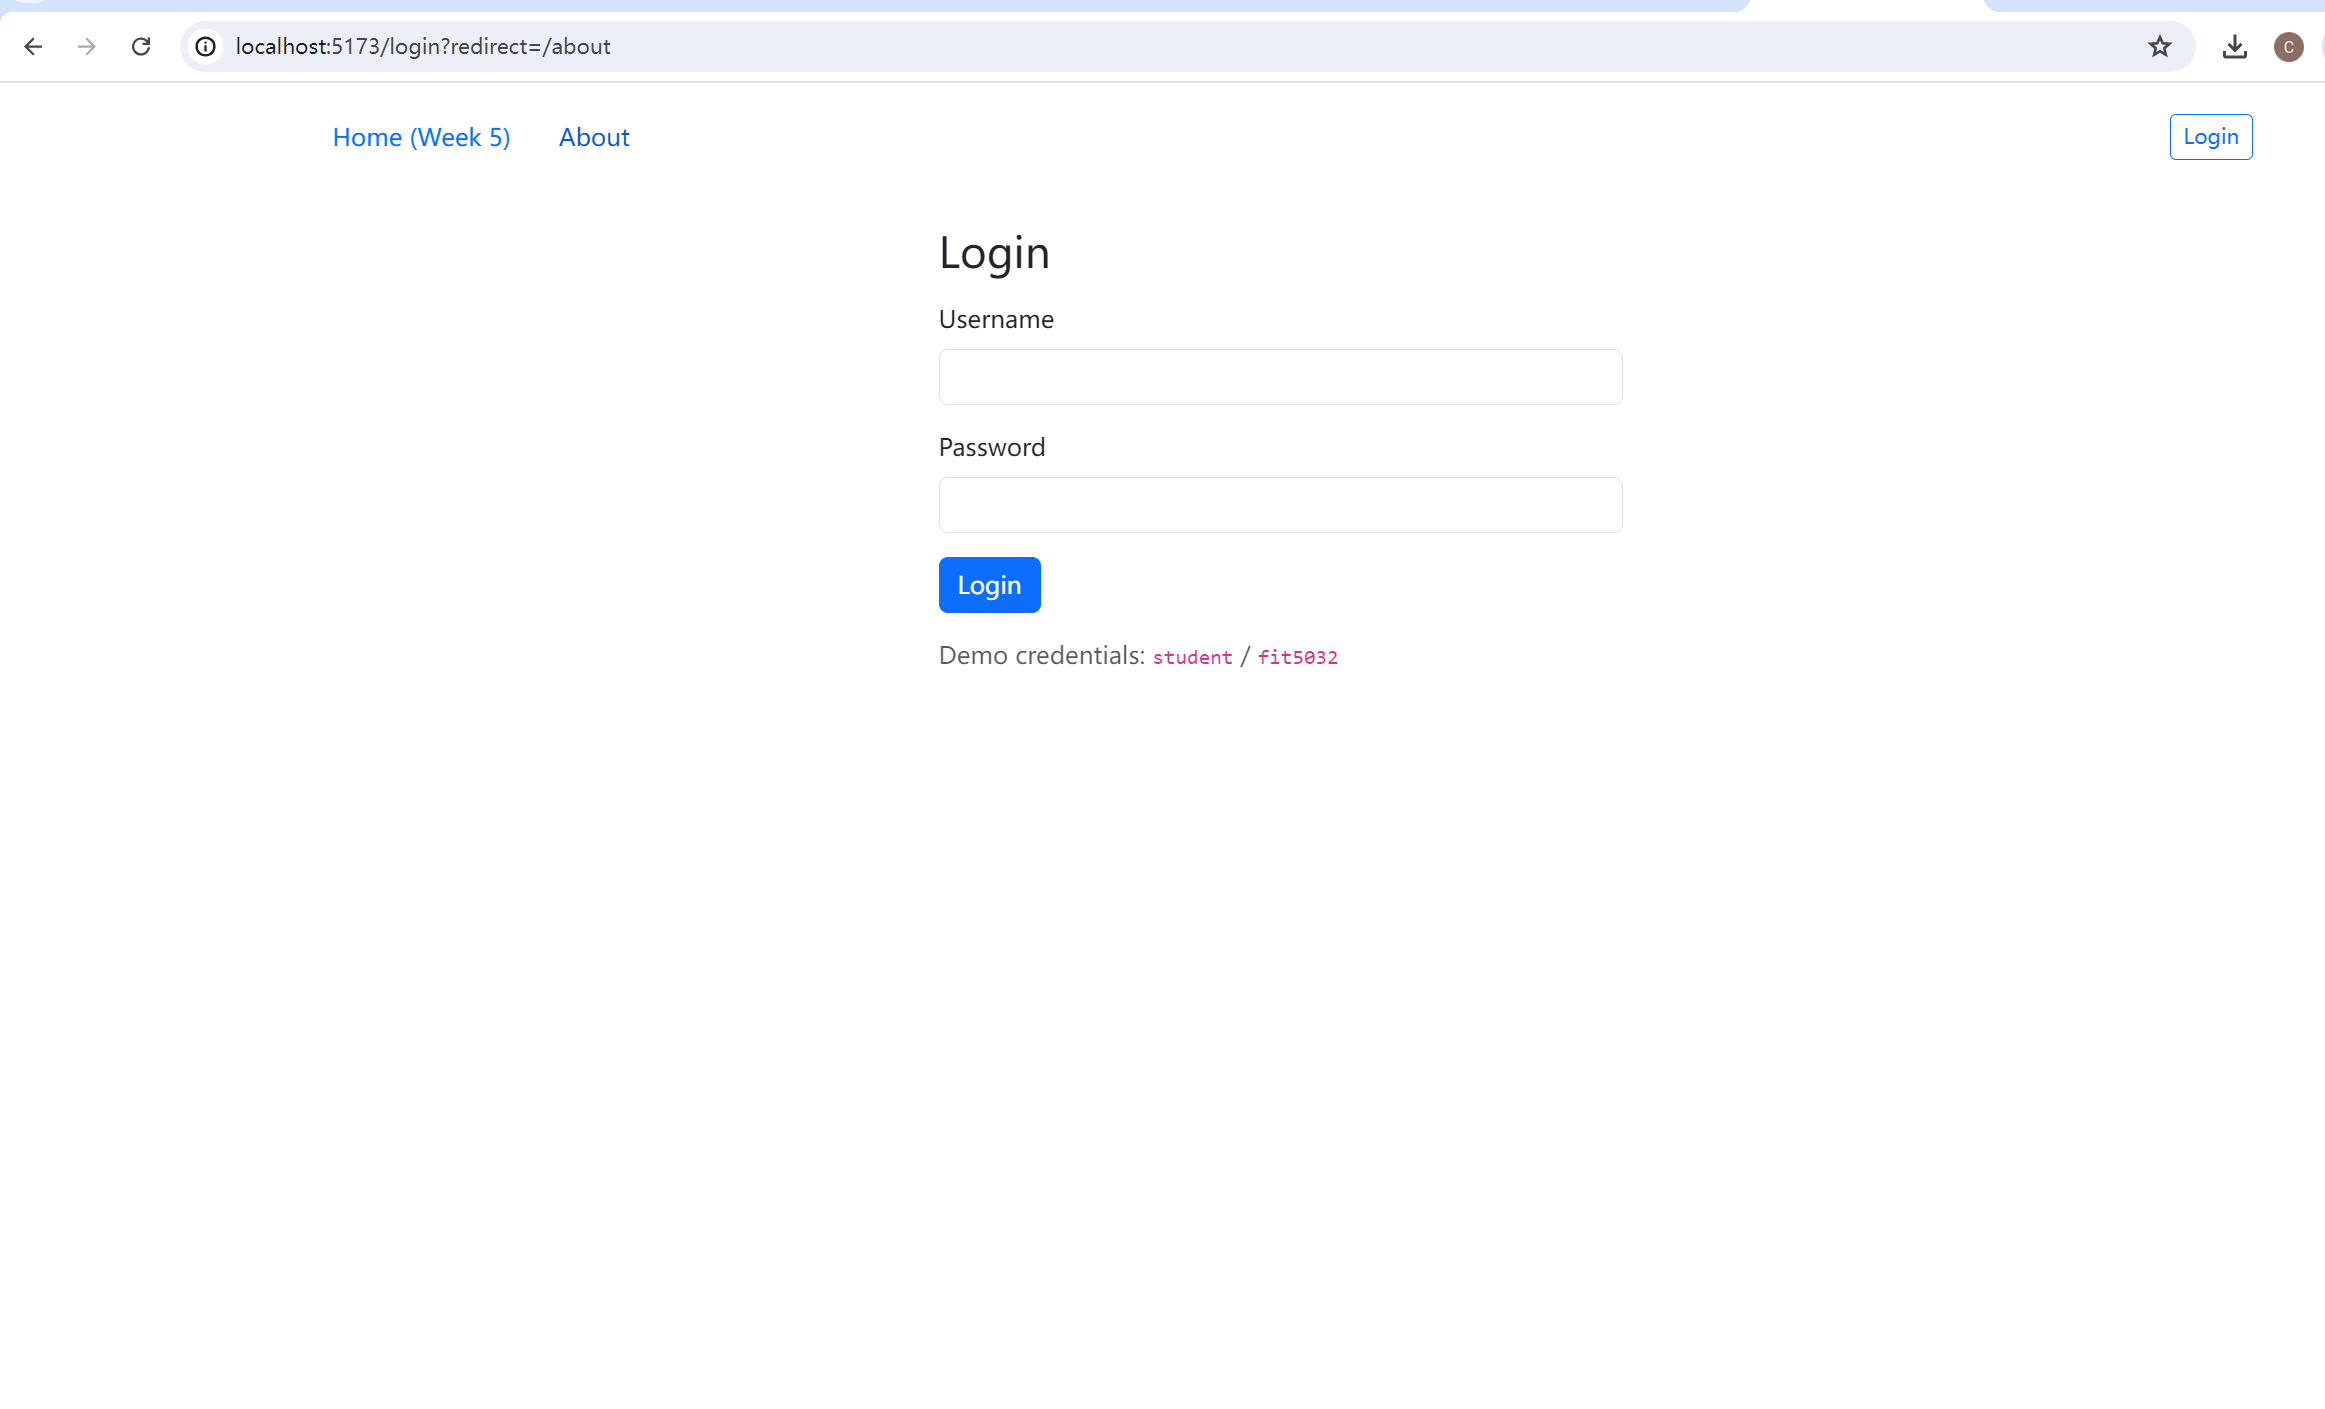 localhost:5173/login?redirect=/about
C
Home (Week 5) About Login
Login
Username
Password
Login
Demo credentials: student / fit5032